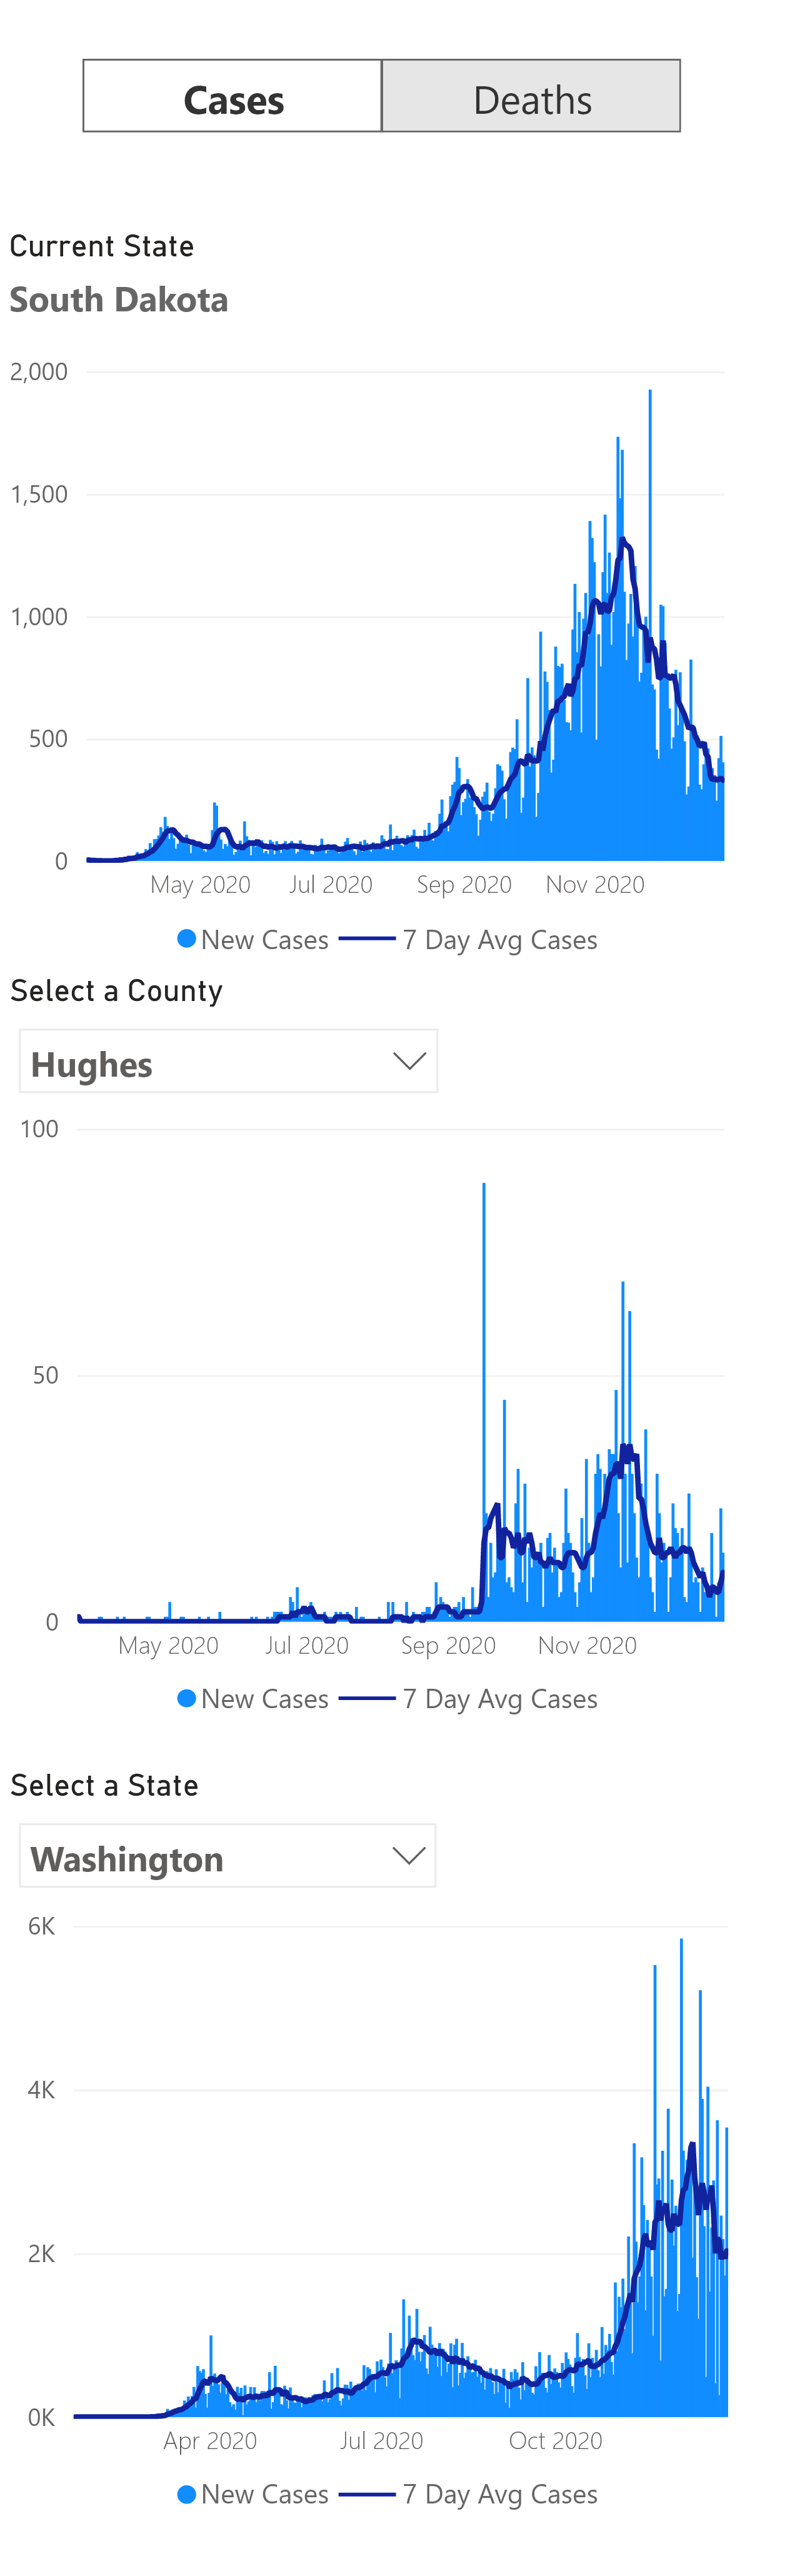 Cases Deaths
Current State
South Dakota
2,000
1,500
1,000
500
0
May 2020 Jul 2020 Sep 2020 Nov 2020
New Cases 7 Day Avg Cases
Select a County
Hughes
100
50
0
May 2020 Jul 2020 Sep 2020 Nov 2020
New Cases 7 Day Avg Cases
Select a State
Washington
6K
4K
2K
0K
Apr 2020 Jul 2020 Oct 2020
New Cases 7 Day Avg Cases